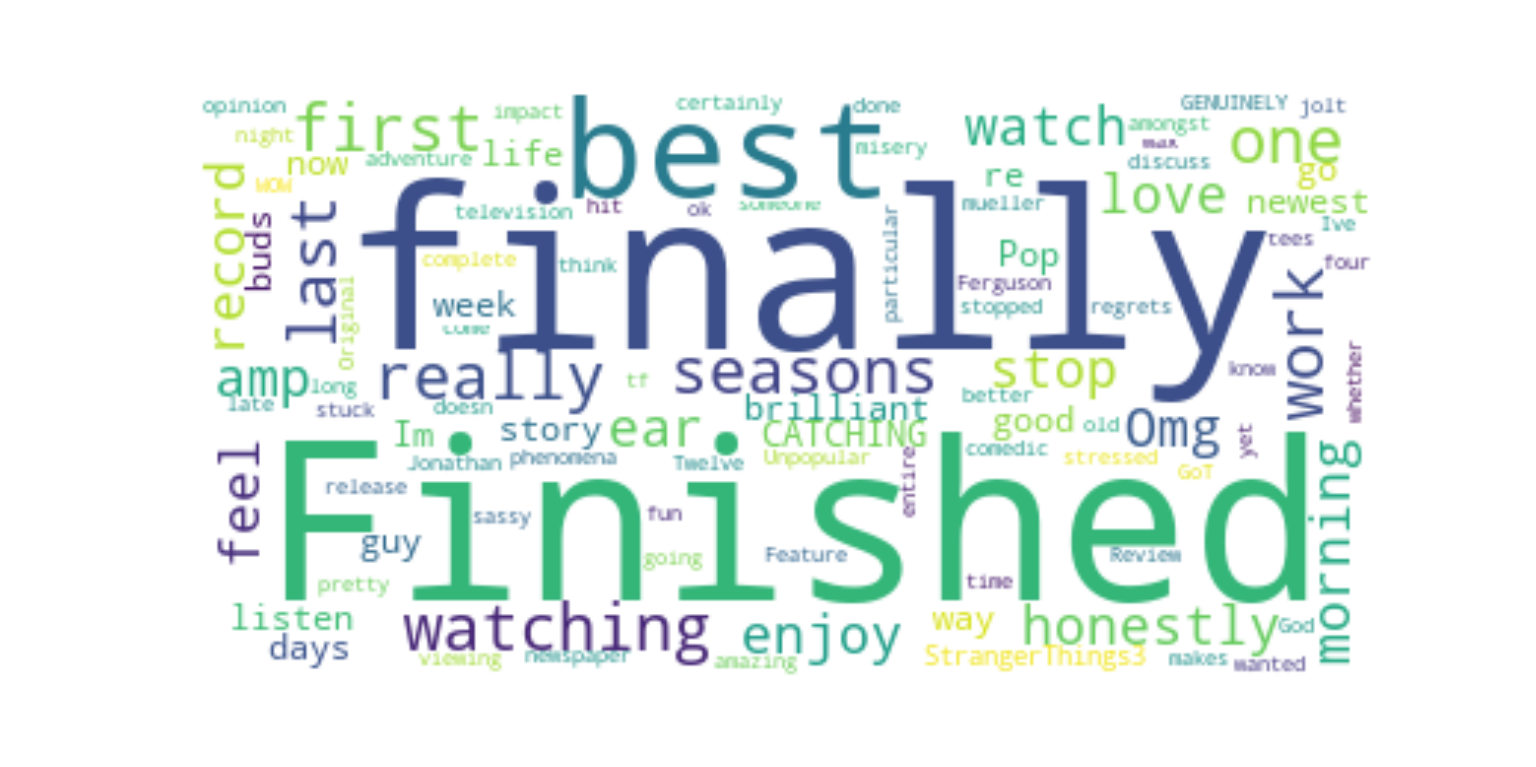 opinion
night
first
impact
best
certainly
done
misery
watch
GENUINELY
jolt
amongst
max
discuss
one
go
now
adventure
life
WOW
record
buds
last
television
hit
ok
someone
re
mueller
love
newest
Ive
tees
four
finally
complete
think
particular
Pop
Ferguson
stopped
regrets
work
original
week
come
really
seasons
stop
know
whether
amp
long
late
stuck
tf
doesn
brilliant
better
good
old
Omg
yet
Im
story
ear
CATCHING
comedic
stressed
GoT
Jonathan
phenomena
Twelve
Unpopular
entire
feel
Finished
release
sassy
fun
guy
going
Feature
Review
pretty
time
morning
listen
days
watching
enjoy
way
honestly
God
viewing
newspaper
amazing
StrangerThings3
makes
wanted